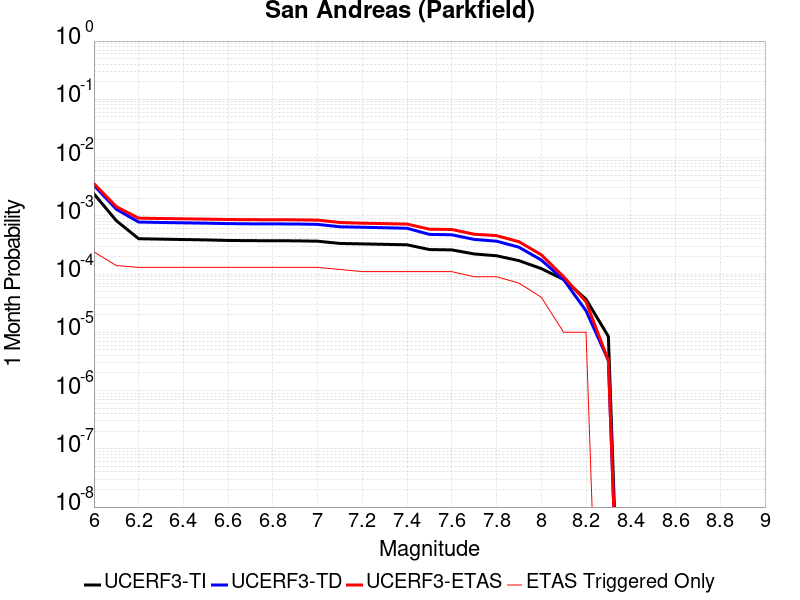 San Andreas (Parkfield)
10^0
10^-1
10^-2
10^-3
10^-4
10^-5
10^-6
10^-7
10^-8
1 Month Probability
6 6.2 6.4 6.6 6.8 7 7.2 7.4 7.6 7.8 8 8.2 8.4 8.6 8.8 9
Magnitude
UCERF3-TI UCERF3-TD UCERF3-ETAS ETAS Triggered Only